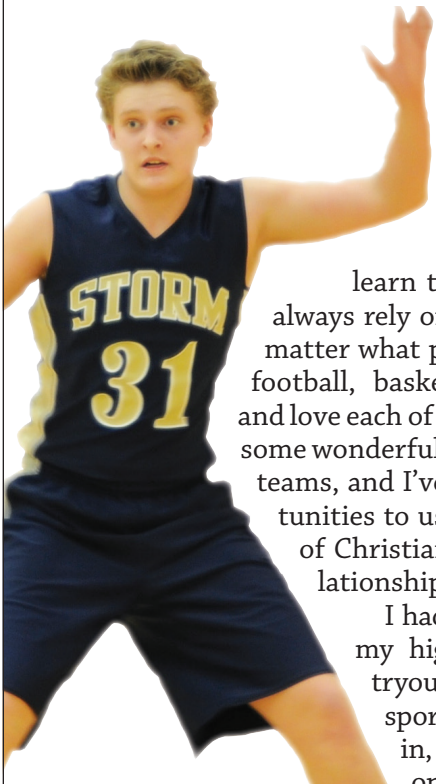 STORM
31
learn t
always rely o
matter what p
football, baske
and love each of
some wonderful
teams, and I've
tunities to us
of Christian
lationship
I had
my hig
tryou
spor
in,